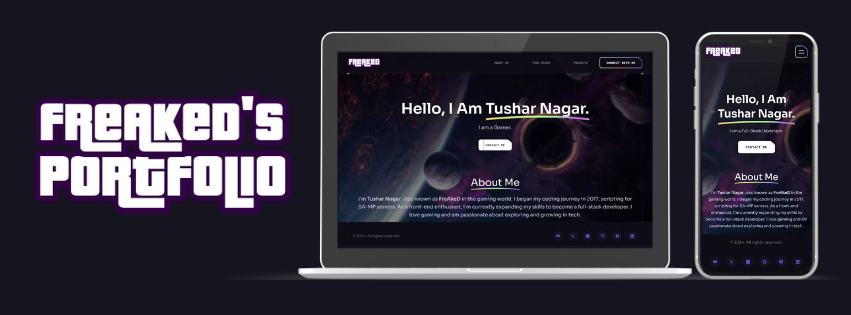 FReAKeD'S
PORtFOLIO
FReAKeD
ABOUT ME
TECH STACK
PROJECTS
CONNECT WITH ME
Hello, I Am Tushar Nagar.
I am a Gamer.
CONTACT ME
About Me
I'm Tushar Nagar, also known as FreAkeD in the gaming world. I began my coding journey in 2017, scripting for
SA-MP servers. As a front-end enthusiast, I'm currently expanding my skills to become a full-stack developer. I
love gaming and am passionate about exploring and growing in tech.
© 2024. All rights reserved.
FReAKeD
Hello, I Am
Tushar Nagar.
I am a Full-Stack Developer
CONTACT ME
About Me
I'm Tushar Nagar, also known as FreAkeD in the
gaming world. I began my coding journey in 2017,
scripting for SA-MP servers. As a front-end
enthusiast, I'm currently expanding my skills to
become a full-stack developer. I love gaming and am
passionate about exploring and growing in tech.
© 2024. All rights reserved.